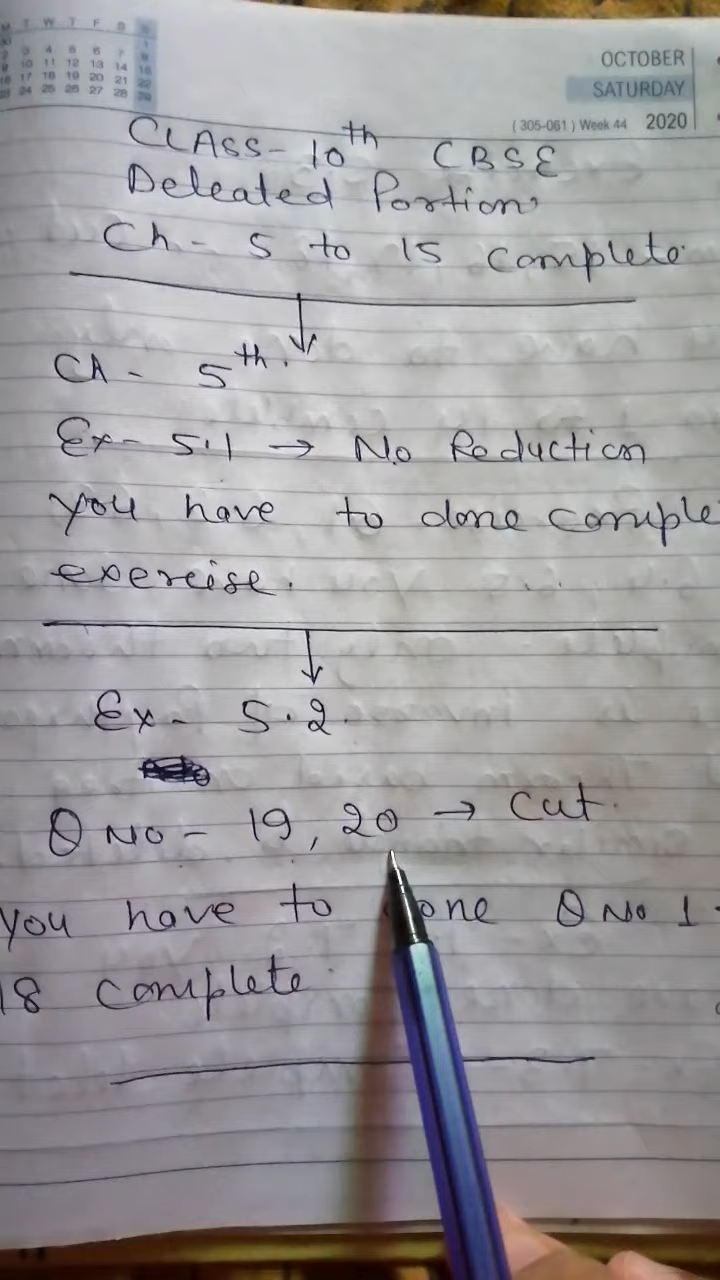 OCTOBER
SATURDAY
(305-061) Week 44 2020
CLASS-10th CBSE
Deleated Portion
Ch - 5 to 15 complete.
Ch - 5th.
Ex - 5.1 → No Reduction
you have to done comple
exercise.
Ex - 5.2.
Q No - 19, 20 → Cut.
you have to done Q No 1-
18 complete.